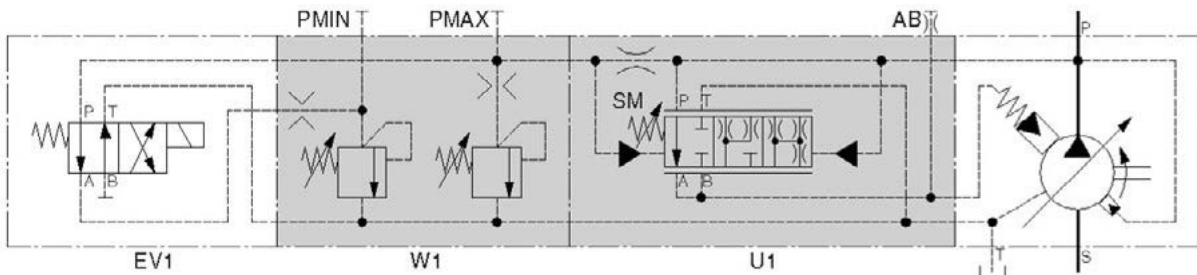 PMIN PMAX AB P
P T SM P T
A B A B
T S
EV1 W1 U1